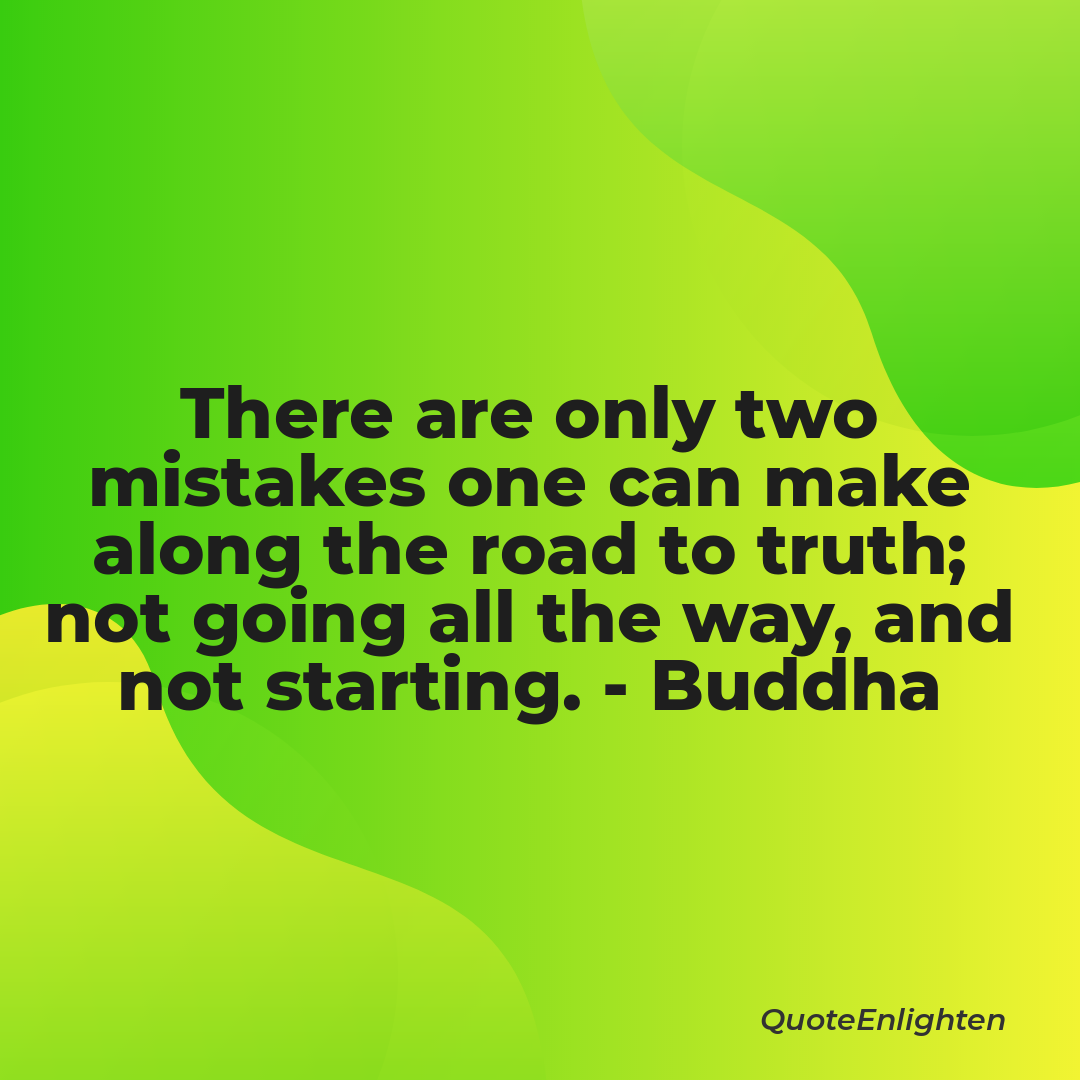 There are only two
mistakes one can make
along the road to truth;
not going all the way, and
not starting. - Buddha
QuoteEnlighten